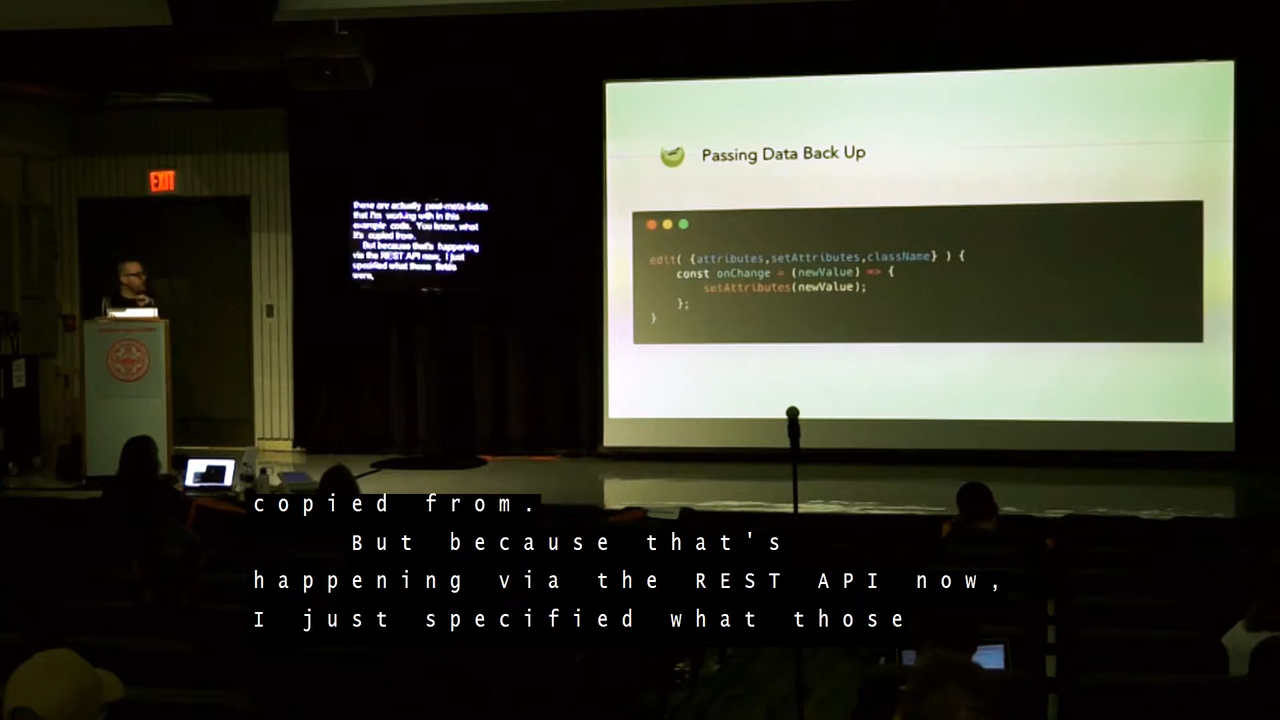 EXIT
these are actually post-meta-fields
that I'm working with in this
example code. You know, what
it's copied from.
But because that's happening
via the REST API now, I just
specified what those fields
were,
Passing Data Back Up
edit( {attributes,setAttributes,className} ) {
const onChange = (newValue) => {
setAttributes(newValue);
};
}
copied from.
But because that's
happening via the REST API now,
I just specified what those